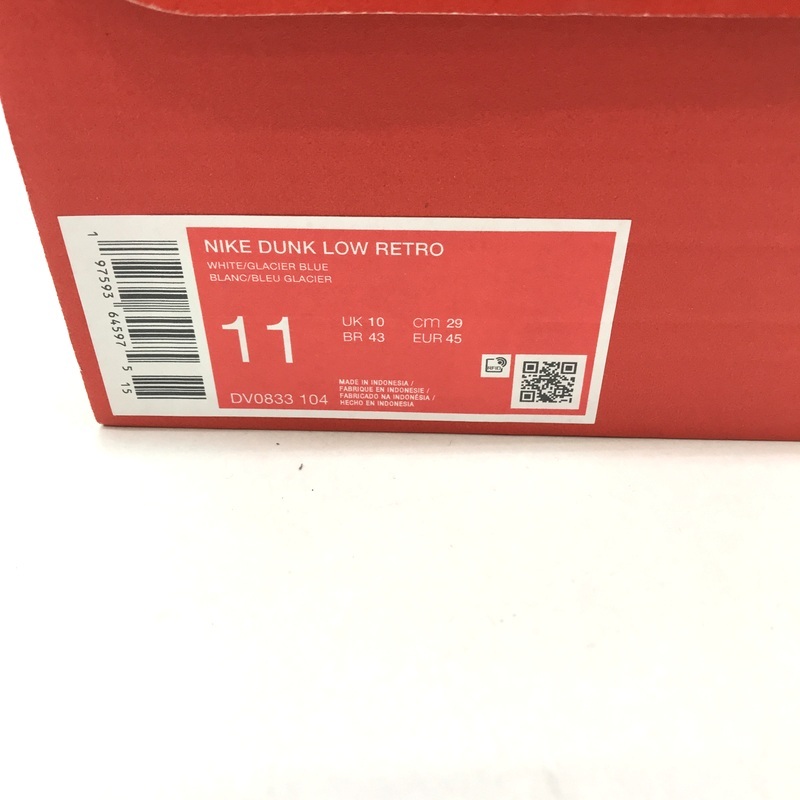 1 97593 64597 5 15
NIKE DUNK LOW RETRO
WHITE/GLACIER BLUE
BLANC/BLEU GLACIER
11
UK 10 cm 29
BR 43 EUR 45
RFID
DV0833 104
MADE IN INDONESIA /
FABRIQUE EN INDONESIE /
FABRICADO NA INDONÉSIA /
HECHO EN INDONESIA